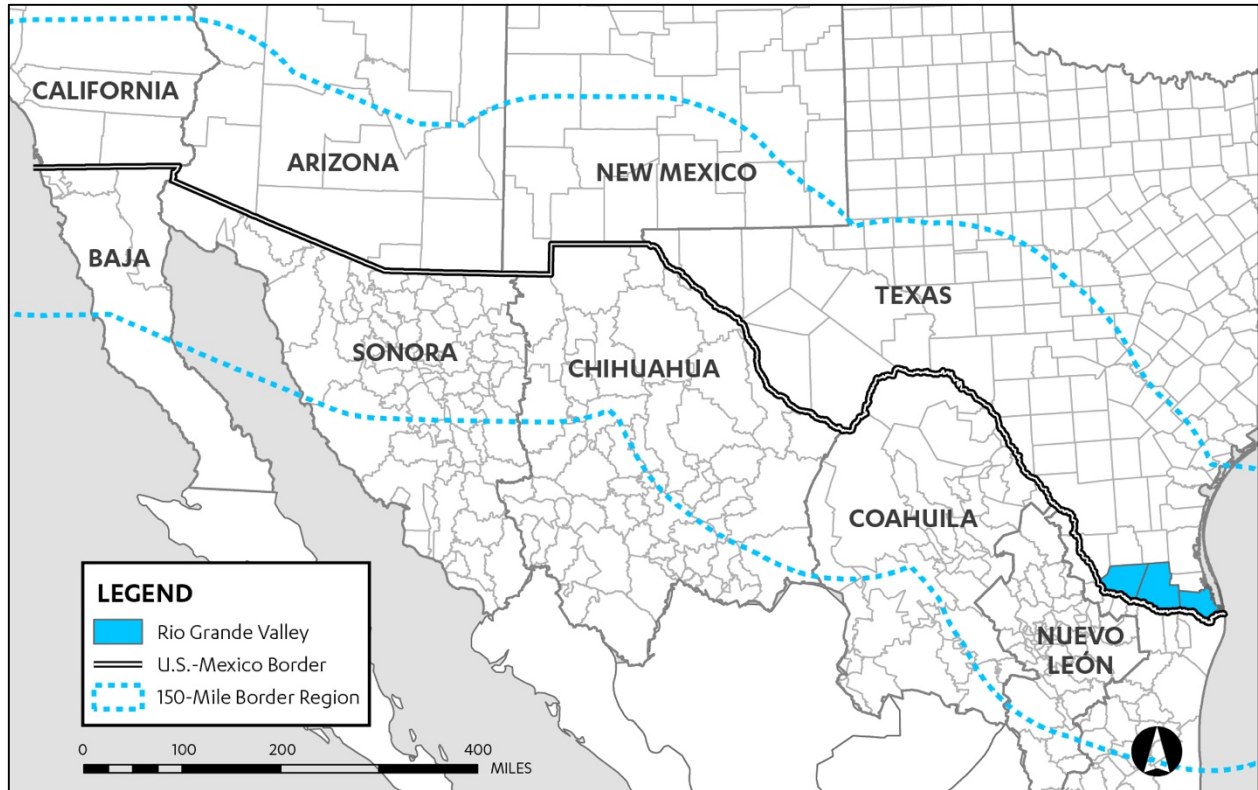 CALIFORNIA
ARIZONA
NEW MEXICO
BAJA
TEXAS
SONORA
CHIHUAHUA
COAHUILA
NUEVO
LEÓN
LEGEND
Rio Grande Valley
U.S.-Mexico Border
150-Mile Border Region
0 100 200 400
MILES